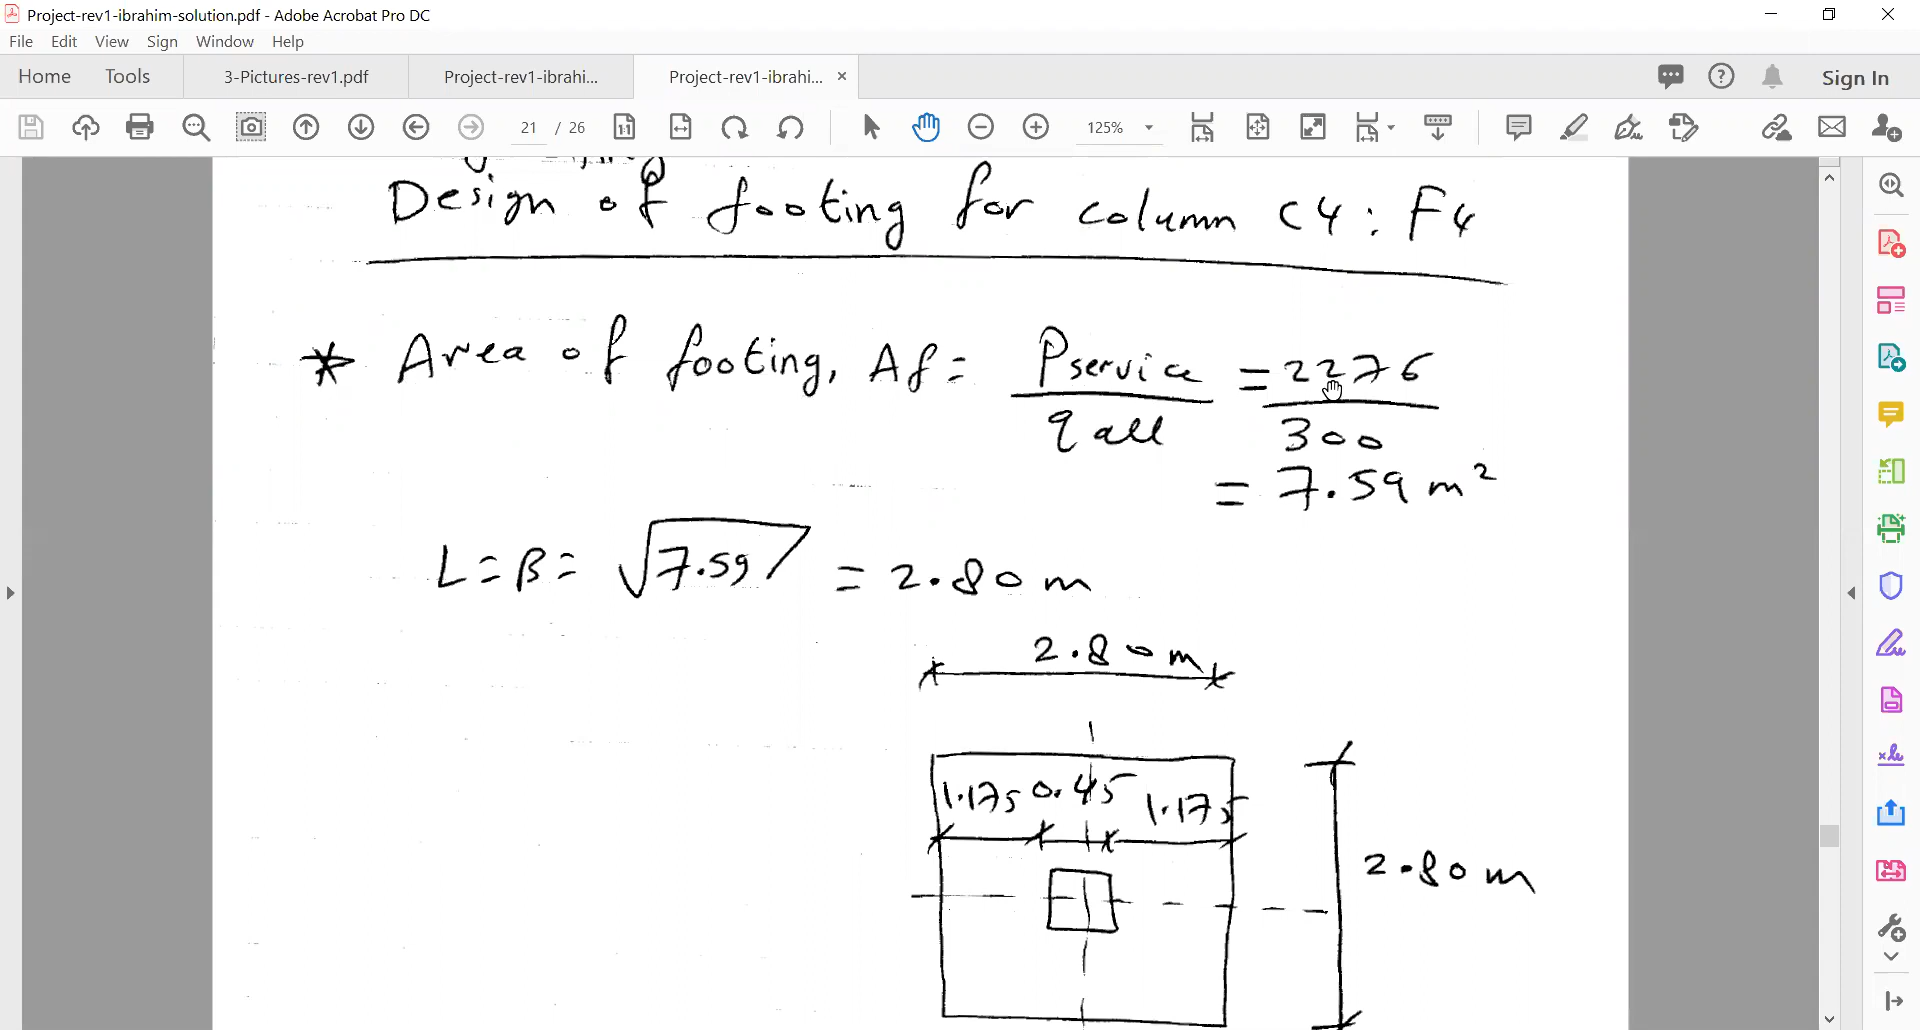 Project-rev1-ibrahim-solution.pdf - Adobe Acrobat Pro DC
File Edit View Sign Window Help
Home Tools 3-Pictures-rev1.pdf Project-rev1-ibrahi... Project-rev1-ibrahi... × Sign In
21 / 26 125%
Design of footing for column C4 : F4
* Area of footing, Af = Pservice / q all = 2276 / 300
= 7.59 m²
L = B = √7.59 = 2.80 m
2.80 m
1.175 0.45 1.175
2.80 m